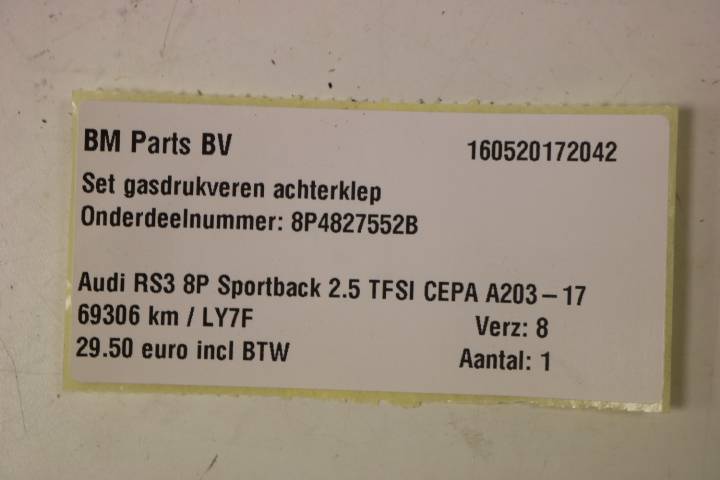 BM Parts BV 160520172042
Set gasdrukveren achterklep
Onderdeelnummer: 8P4827552B
Audi RS3 8P Sportback 2.5 TFSI CEPA A203-17
69306 km / LY7F Verz: 8
29.50 euro incl BTW Aantal: 1